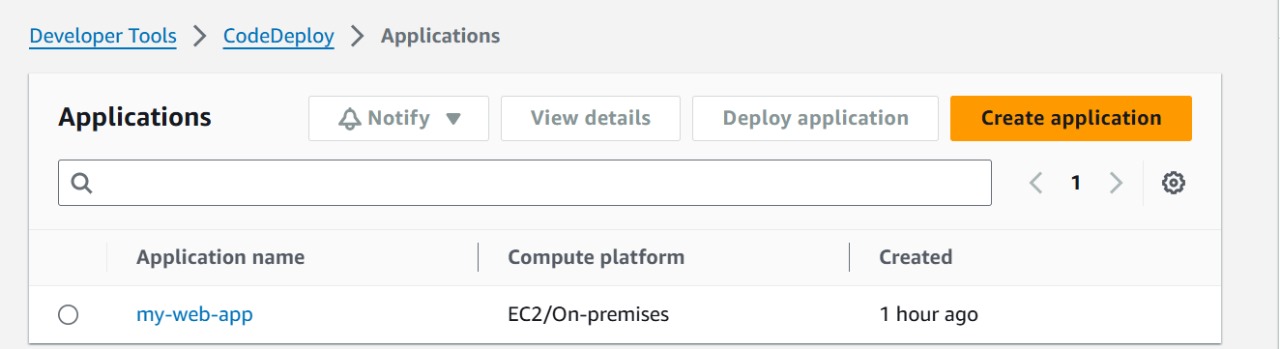 Developer Tools > CodeDeploy > Applications
Applications
Notify
View details
Deploy application
Create application
1
Application name
Compute platform
Created
my-web-app
EC2/On-premises
1 hour ago